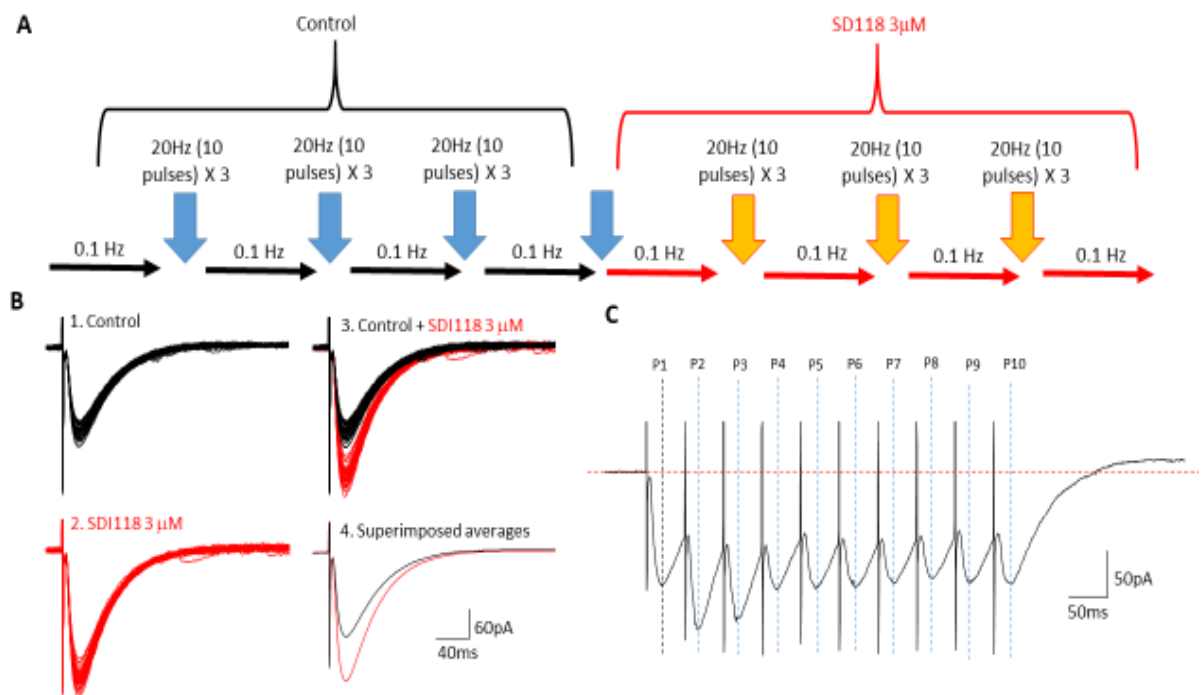 A
Control
SD118 3μM
20Hz (10
pulses) X 3
20Hz (10
pulses) X 3
20Hz (10
pulses) X 3
20Hz (10
pulses) X 3
20Hz (10
pulses) X 3
20Hz (10
pulses) X 3
0.1 Hz
0.1 Hz
0.1 Hz
0.1 Hz
0.1 Hz
0.1 Hz
0.1 Hz
0.1 Hz
B
1. Control
3. Control + SDI118 3 μM
2. SDI118 3 μM
4. Superimposed averages
60pA
40ms
C
P1 P2 P3 P4 P5 P6 P7 P8 P9 P10
50pA
50ms